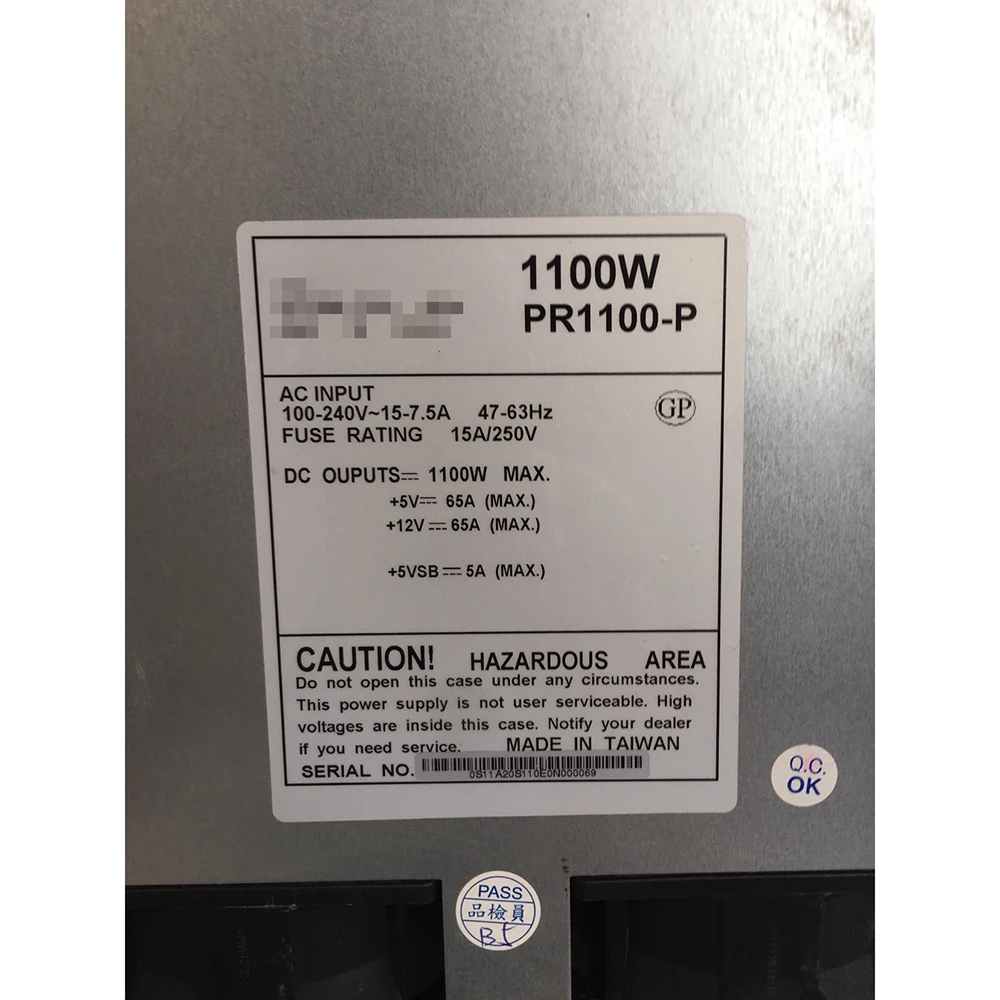 1100W
PR1100-P
AC INPUT
100-240V~15-7.5A 47-63Hz
GP
FUSE RATING 15A/250V
DC OUPUTS⎓ 1100W MAX.
+5V⎓ 65A (MAX.)
+12V⎓ 65A (MAX.)
+5VSB⎓ 5A (MAX.)
CAUTION! HAZARDOUS AREA
Do not open this case under any circumstances.
This power supply is not user serviceable. High
voltages are inside this case. Notify your dealer
if you need service. MADE IN TAIWAN
SERIAL NO.
0S11A20S110E0N000069
Q.C.
OK
PASS
品檢員